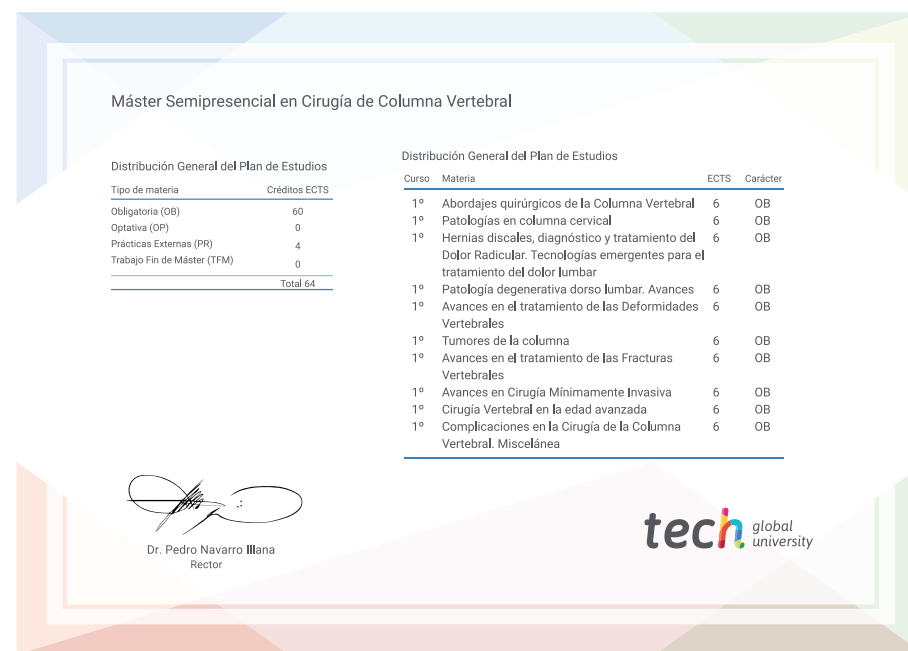 Máster Semipresencial en Cirugía de Columna Vertebral
Distribución General del Plan de Estudios
Tipo de materia Créditos ECTS
Obligatoria (OB) 60
Optativa (OP) 0
Prácticas Externas (PR) 4
Trabajo Fin de Máster (TFM) 0
Total 64
Distribución General del Plan de Estudios
Curso Materia ECTS Carácter
1º Abordajes quirúrgicos de la Columna Vertebral 6 OB
1º Patologías en columna cervical 6 OB
1º Hernias discales, diagnóstico y tratamiento del 6 OB
Dolor Radicular. Tecnologías emergentes para el
tratamiento del dolor lumbar
1º Patología degenerativa dorso lumbar. Avances 6 OB
1º Avances en el tratamiento de las Deformidades 6 OB
Vertebrales
1º Tumores de la columna 6 OB
1º Avances en el tratamiento de las Fracturas 6 OB
Vertebrales
1º Avances en Cirugía Mínimamente Invasiva 6 OB
1º Cirugía Vertebral en la edad avanzada 6 OB
1º Complicaciones en la Cirugía de la Columna 6 OB
Vertebral. Miscelánea
Dr. Pedro Navarro Illana
Rector
tech global
university